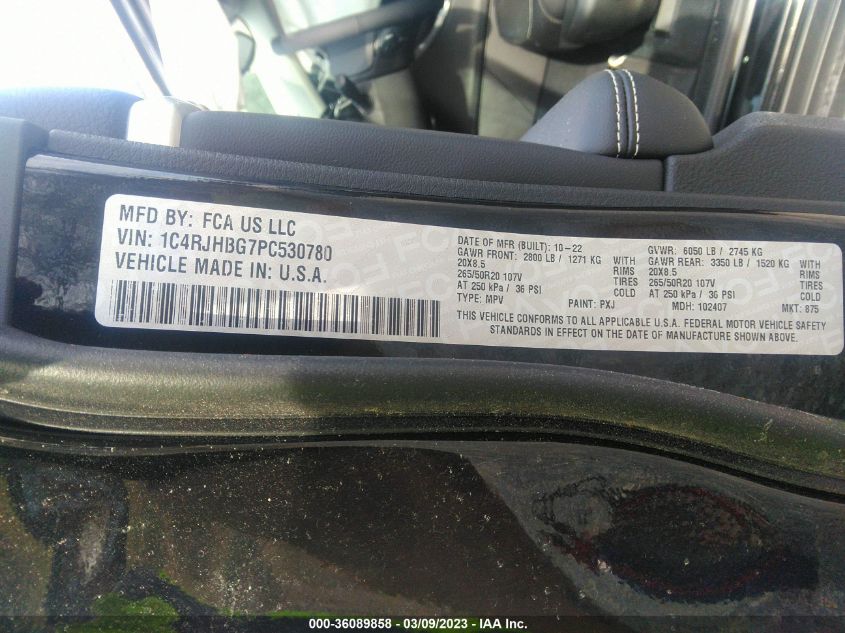 MFD BY: FCA US LLC
VIN: 1C4RJHBG7PC530780
VEHICLE MADE IN: U.S.A.
DATE OF MFR (BUILT): 10-22 GVWR: 6050 LB / 2745 KG
GAWR FRONT: 2800 LB / 1271 KG WITH GAWR REAR: 3350 LB / 1520 KG WITH
20X8.5 RIMS 20X8.5 RIMS
265/50R20 107V TIRES 265/50R20 107V TIRES
AT 250 kPa / 36 PSI COLD AT 250 kPa / 36 PSI COLD
TYPE: MPV PAINT: PXJ MDH: 102407 MKT: 875
THIS VEHICLE CONFORMS TO ALL APPLICABLE U.S.A. FEDERAL MOTOR VEHICLE SAFETY
STANDARDS IN EFFECT ON THE DATE OF MANUFACTURE SHOWN ABOVE.
000-36089858 - 03/09/2023 - IAA Inc.